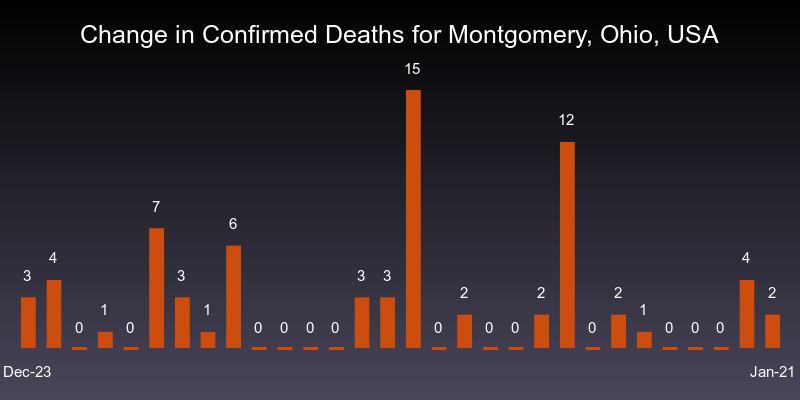 Change in Confirmed Deaths for Montgomery, Ohio, USA
3 4 0 1 0 7 3 1 6 0 0 0 0 3 3 15 0 2 0 0 2 12 0 2 1 0 0 0 4 2
Dec-23 Jan-21